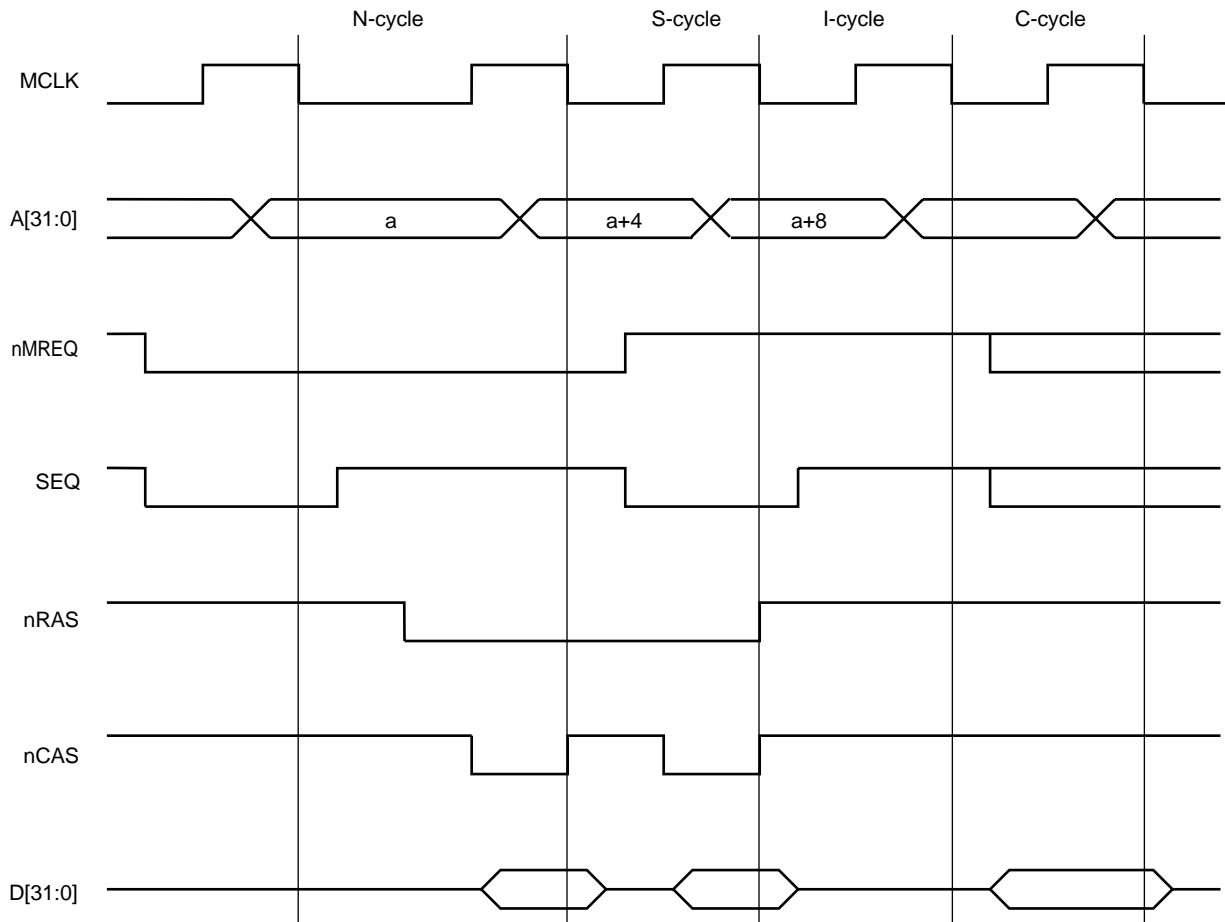 N-cycle S-cycle I-cycle C-cycle
MCLK
A[31:0] a a+4 a+8
nMREQ
SEQ
nRAS
nCAS
D[31:0]